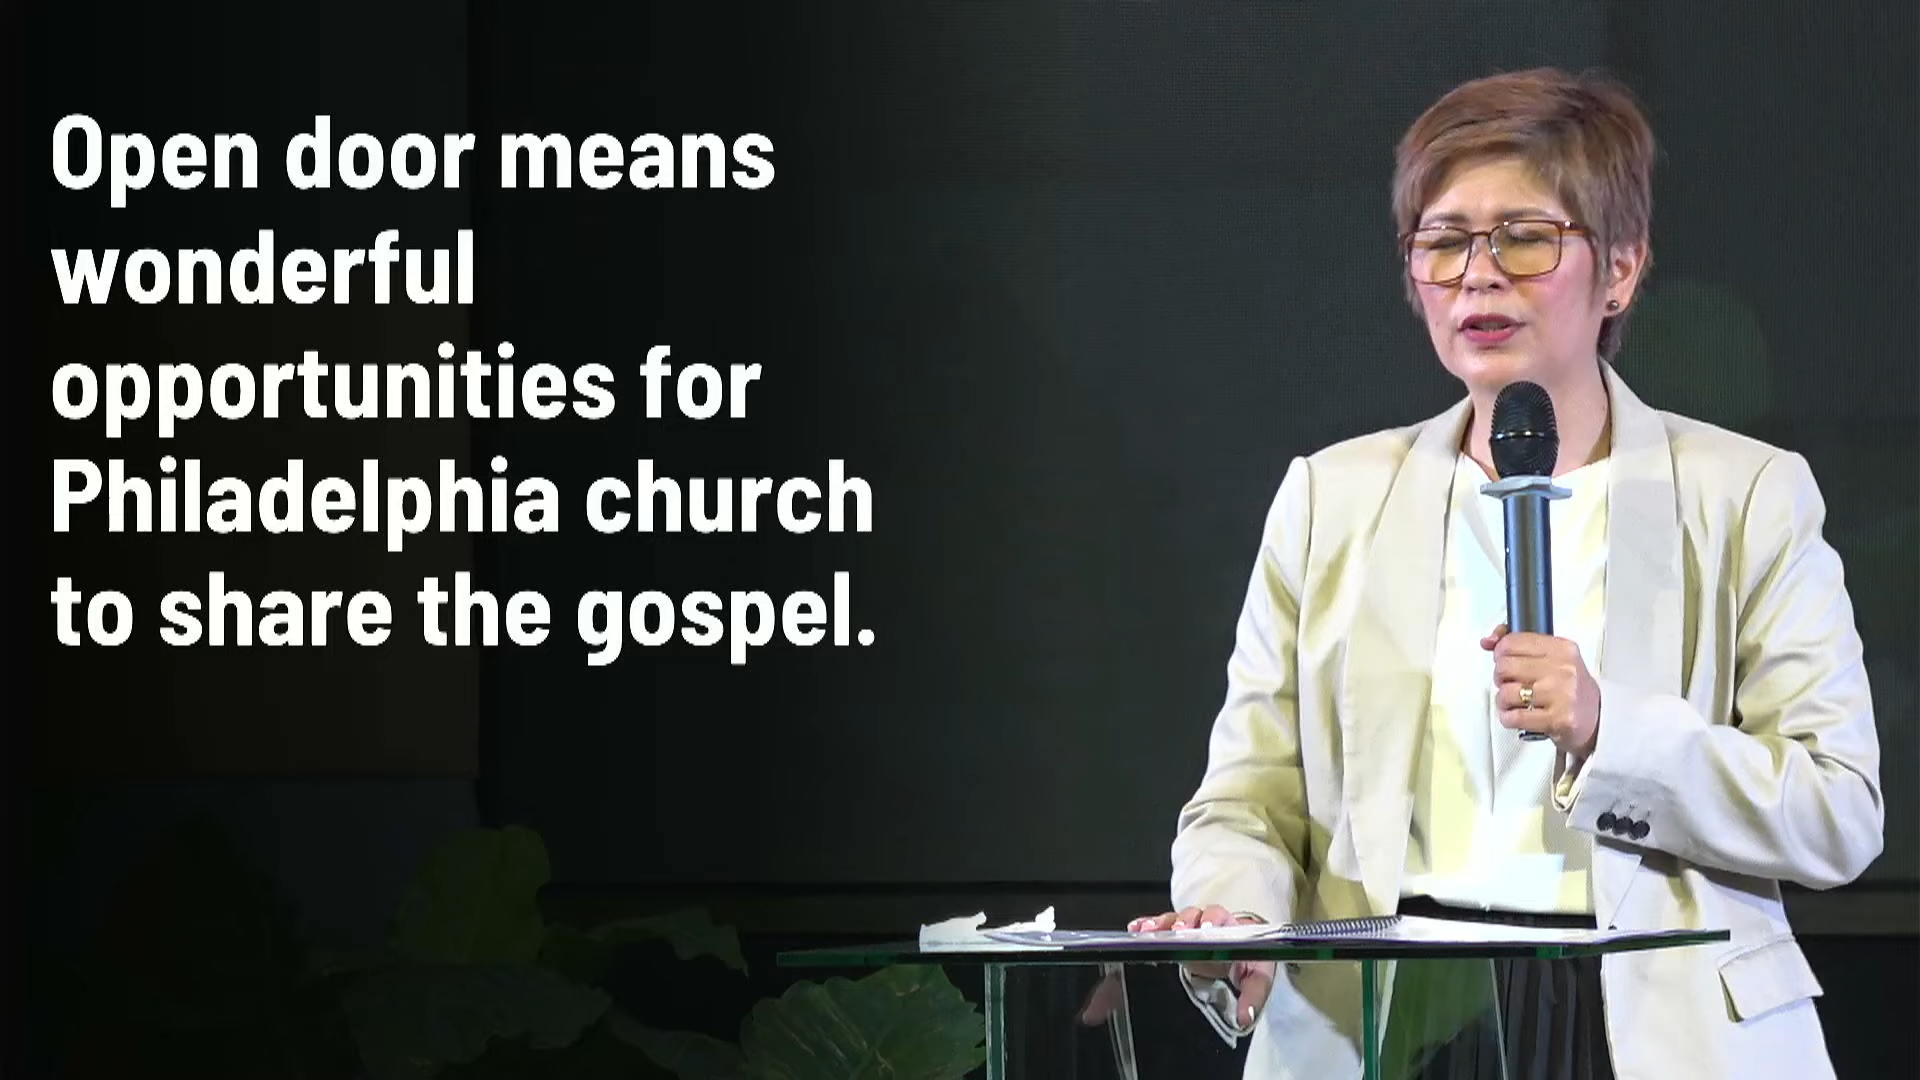 Open door means
wonderful
opportunities for
Philadelphia church
to share the gospel.